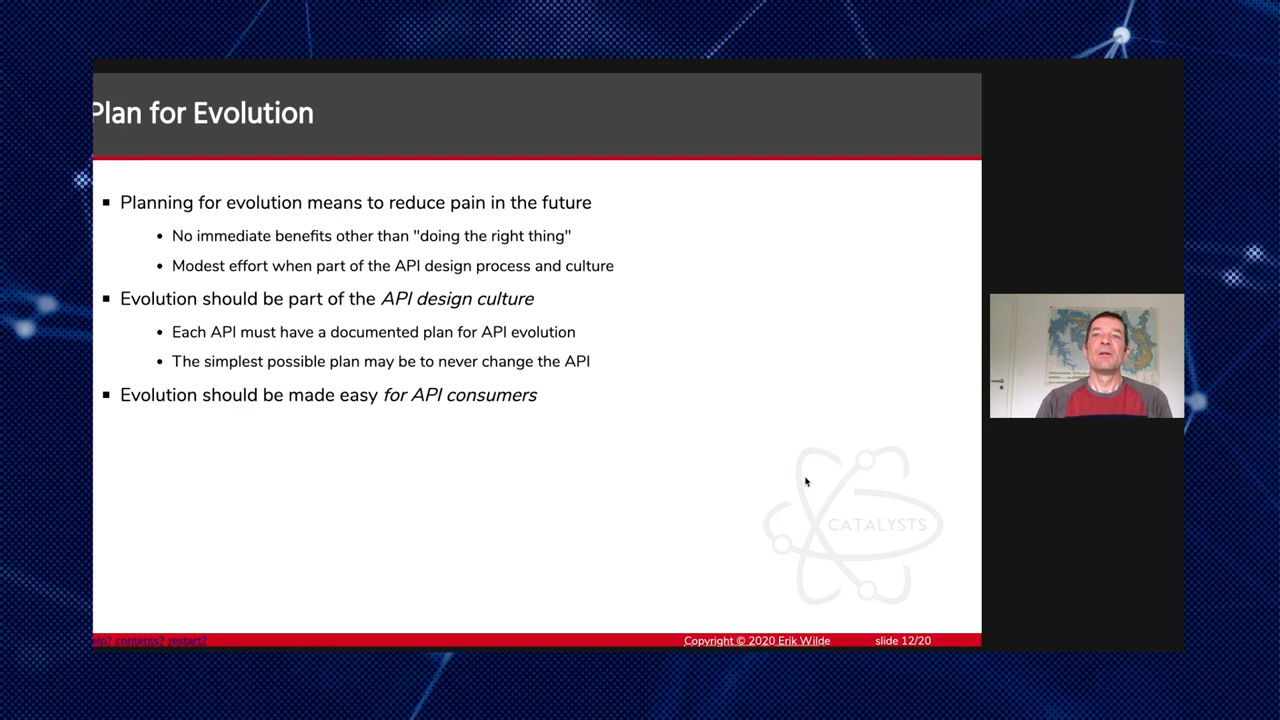 Plan for Evolution
Planning for evolution means to reduce pain in the future
No immediate benefits other than "doing the right thing"
Modest effort when part of the API design process and culture
Evolution should be part of the API design culture
Each API must have a documented plan for API evolution
The simplest possible plan may be to never change the API
Evolution should be made easy for API consumers
CATALYSTS
elp? contents? restart?
Copyright © 2020 Erik Wilde
slide 12/20